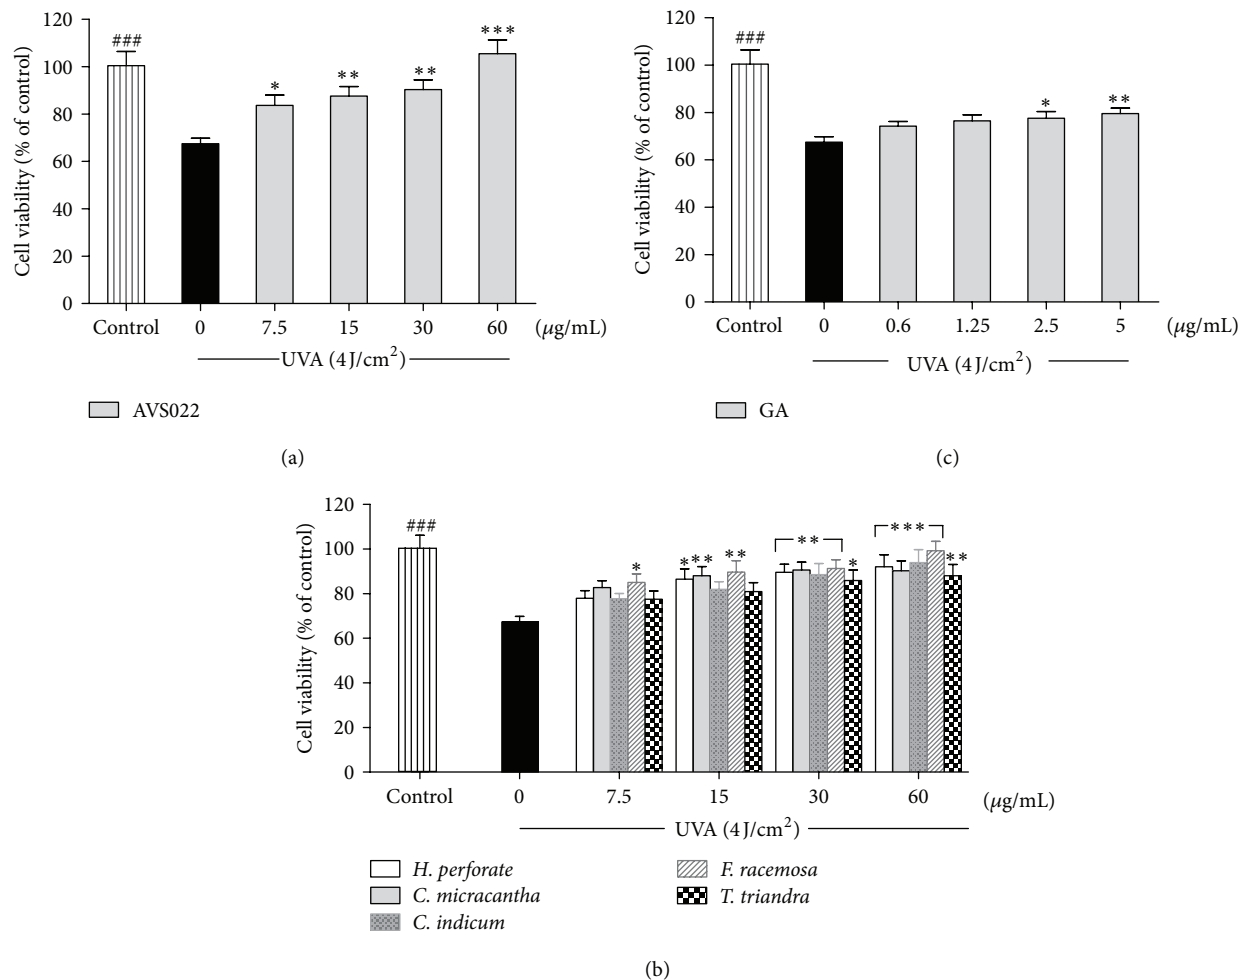 120
100
80
60
40
20
0
Cell viability (% of control)
###
*
**
**
***
Control 0 7.5 15 30 60 (μg/mL)
UVA (4 J/cm²)
AVS022
(a)
120
100
80
60
40
20
0
Cell viability (% of control)
###
*
**
Control 0 0.6 1.25 2.5 5 (μg/mL)
UVA (4 J/cm²)
GA
(c)
120
100
80
60
40
20
0
Cell viability (% of control)
###
*
*** **
** *
*** **
Control 0 7.5 15 30 60 (μg/mL)
UVA (4 J/cm²)
H. perforate
C. micracantha
C. indicum
F. racemosa
T. triandra
(b)